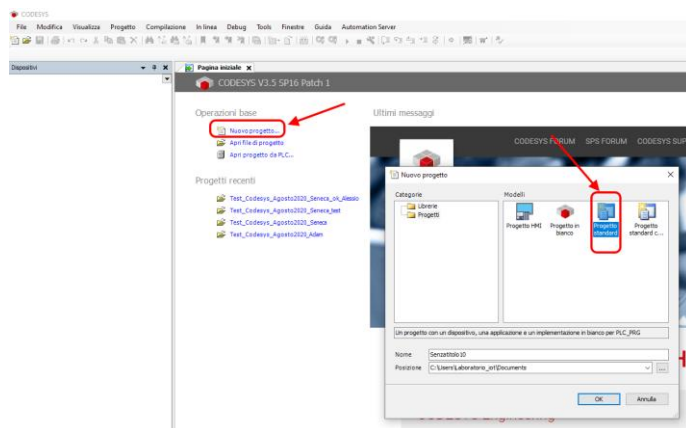 CODESYS
File Modifica Visualizza Progetto Compilazione In linea Debug Tools Finestre Guida Automation Server
Dispositivi
Pagina iniziale
CODESYS V3.5 SP16 Patch 1
Operazioni base
Nuovo progetto...
Apri file di progetto
Apri progetto da PLC...
Progetti recenti
Test_Codesys_Agosto2020_Seneca_ok_Alessio
Test_Codesys_Agosto2020_Seneca_test
Test_Codesys_Agosto2020_Seneca
Test_Codesys_Agosto2020_Adam
Ultimi messaggi
CODESYS FORUM SPS FORUM CODESYS SUP
Nuovo progetto
Categorie
Librerie
Progetti
Modelli
Progetto HMI
Progetto in bianco
Progetto standard
Progetto standard c...
Un progetto con un dispositivo, una applicazione e un implementazione in bianco per PLC_PRG
Nome Senzatitolo10
Posizione C:\Users\Laboratorio_iot\Documents
OK Annulla